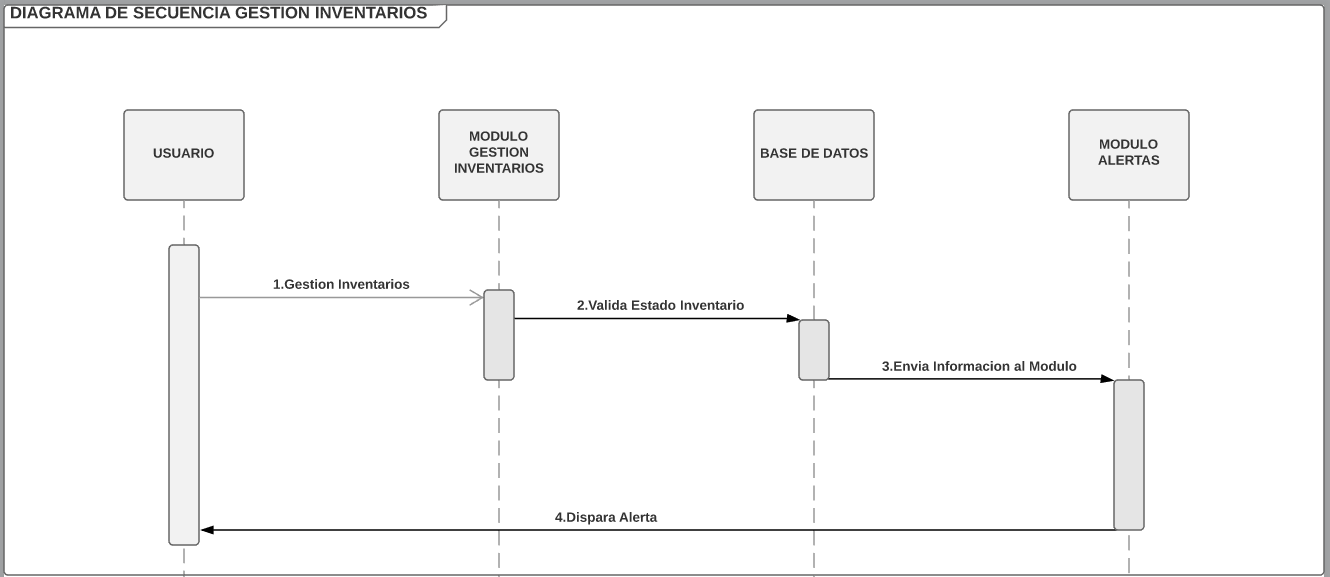 DIAGRAMA DE SECUENCIA GESTION INVENTARIOS
USUARIO
MODULO
GESTION
INVENTARIOS
BASE DE DATOS
MODULO
ALERTAS
1.Gestion Inventarios
2.Valida Estado Inventario
3.Envia Informacion al Modulo
4.Dispara Alerta